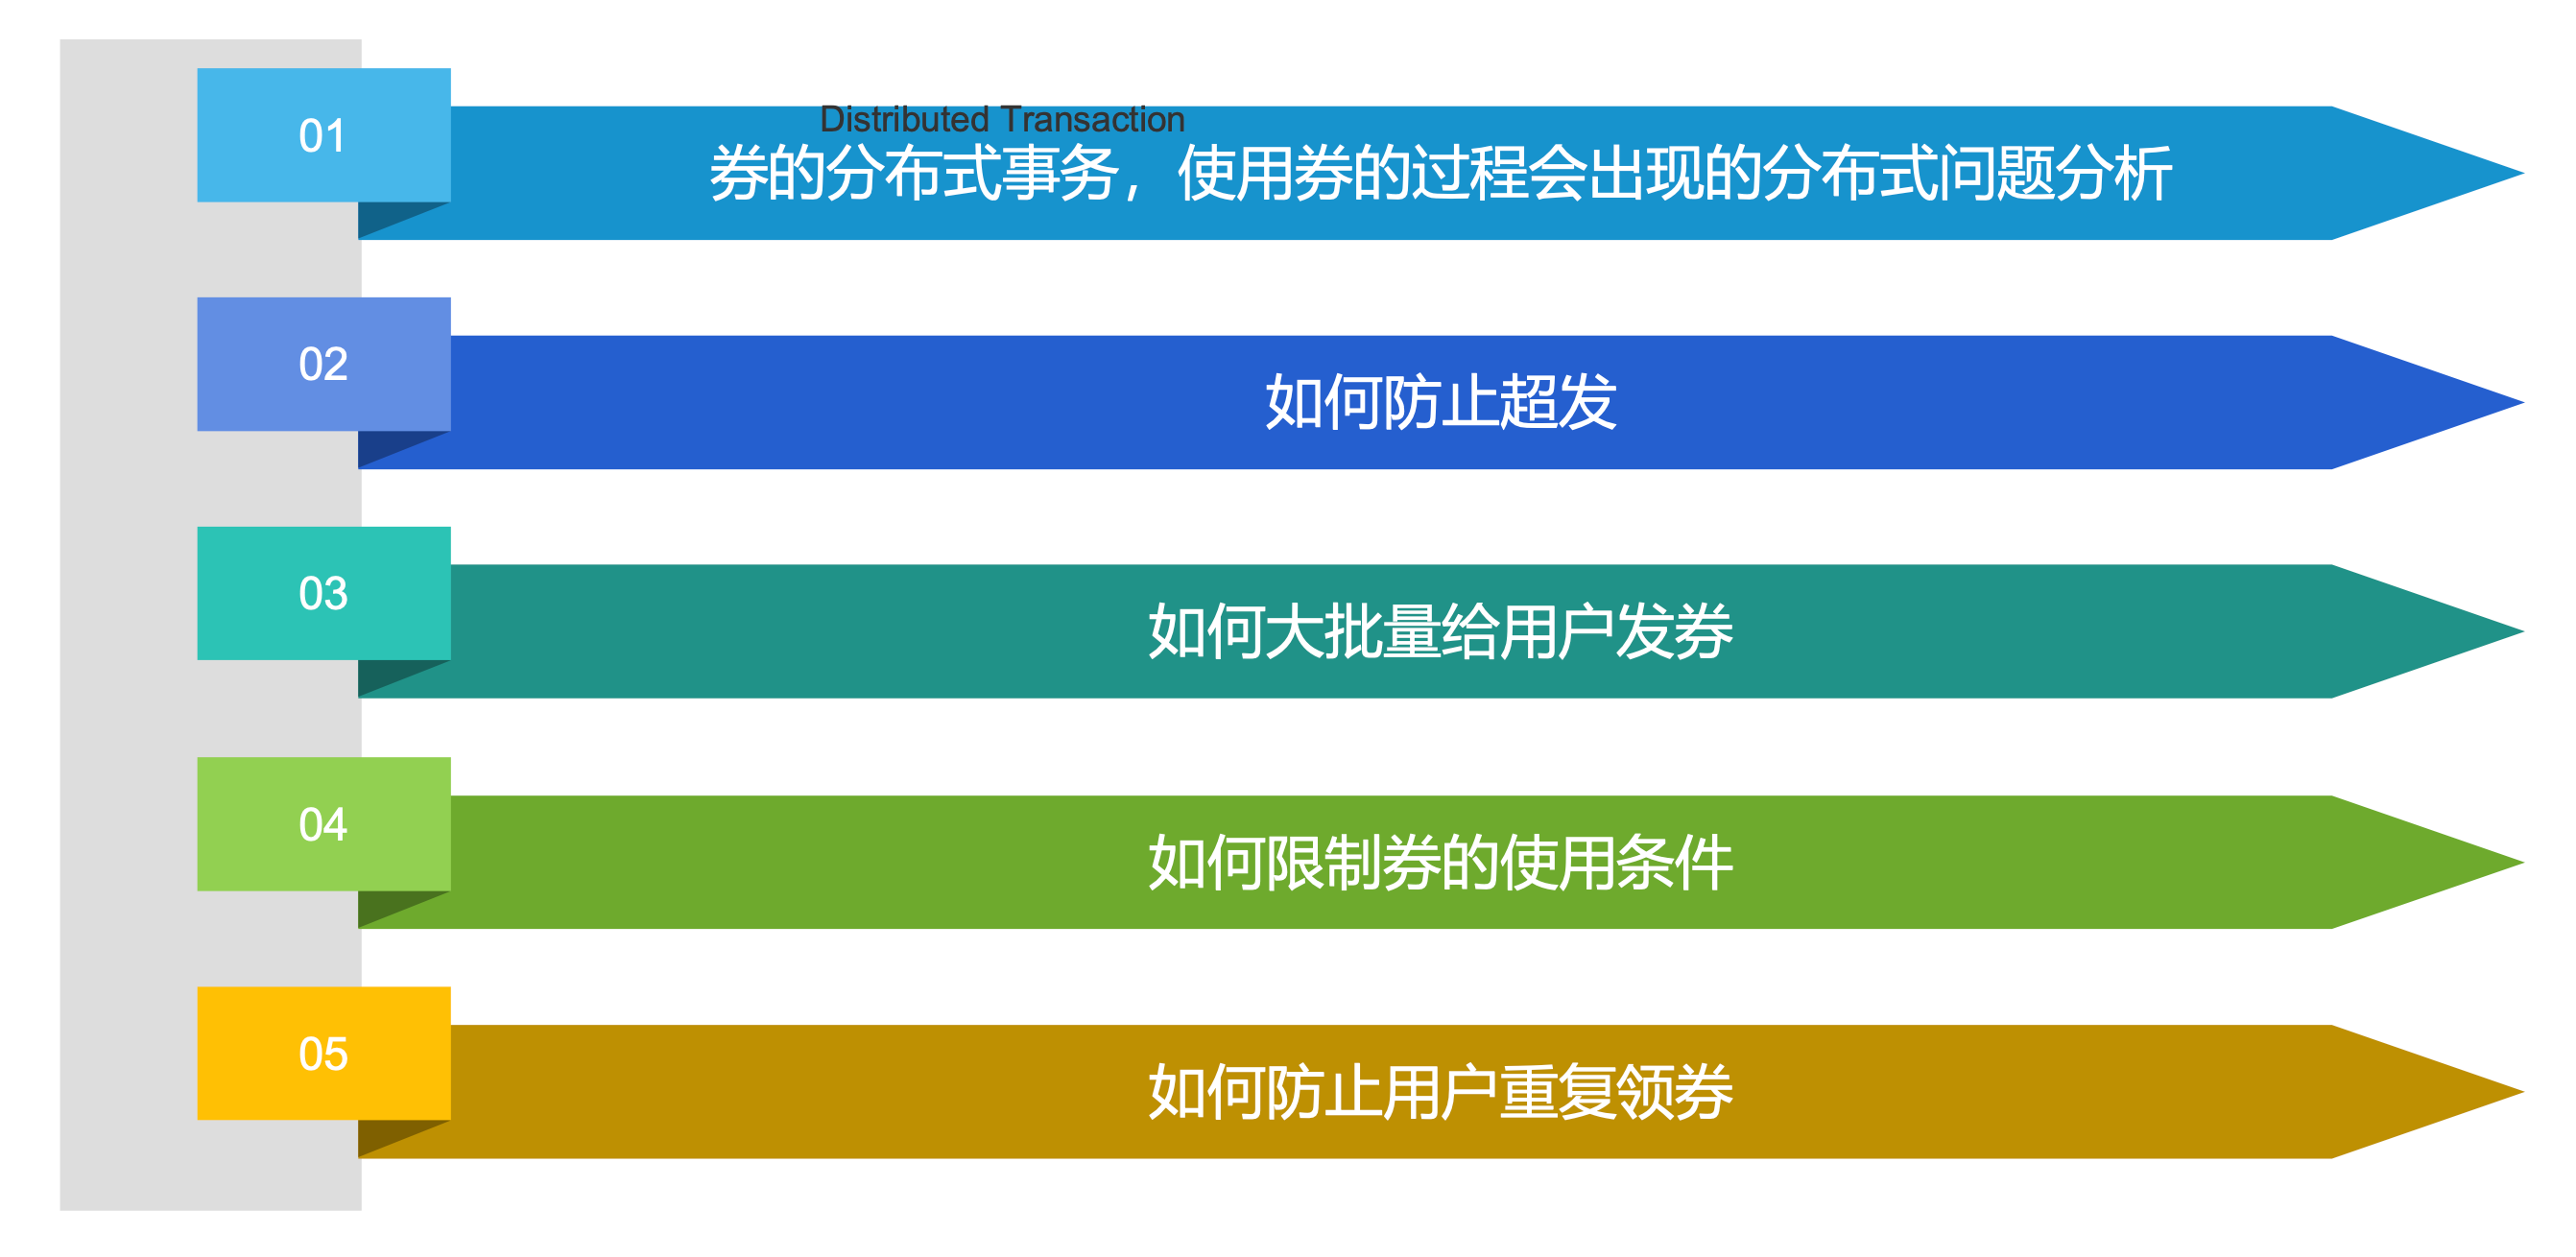 01
Distributed Transaction
券的分布式事务，使用券的过程会出现的分布式问题分析
02
如何防止超发
03
如何大批量给用户发券
04
如何限制券的使用条件
05
如何防止用户重复领券